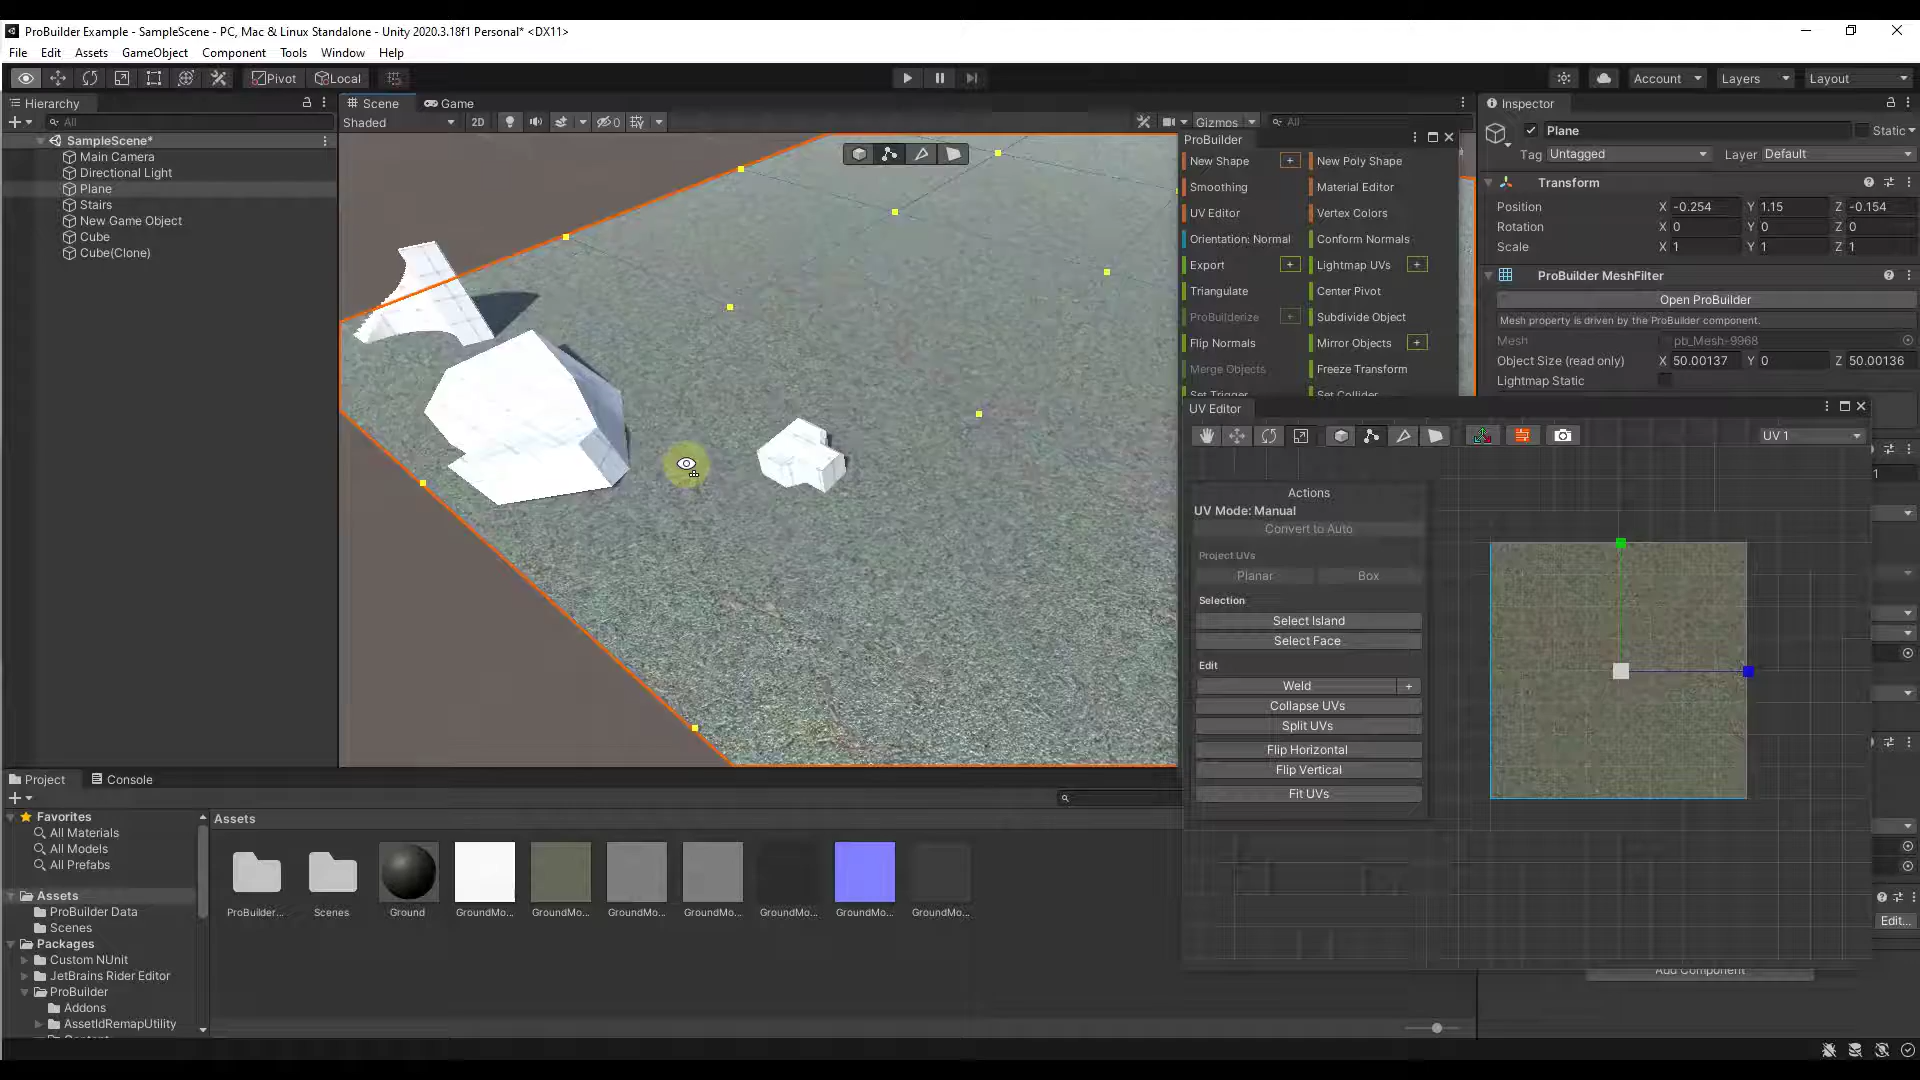 ProBuilder Example - SampleScene - PC, Mac & Linux Standalone - Unity 2020.3.18f1 Personal* <DX11>
File Edit Assets GameObject Component Tools Window Help
Pivot Local Account Layers Layout
Hierarchy
All
SampleScene*
Main Camera
Directional Light
Plane
Stairs
New Game Object
Cube
Cube(Clone)
Scene Game
Shaded 2D 0 Gizmos All
ProBuilder
New Shape + New Poly Shape
Smoothing Material Editor
UV Editor Vertex Colors
Orientation: Normal Conform Normals
Export + Lightmap UVs +
Triangulate Center Pivot
ProBuilderize + Subdivide Object
Flip Normals Mirror Objects +
Merge Objects Freeze Transform
Set Trigger Set Collider
Inspector
Plane Static
Tag Untagged Layer Default
Transform
Position X -0.254 Y 1.15 Z -0.154
Rotation X 0 Y 0 Z 0
Scale X 1 Y 1 Z 1
ProBuilder MeshFilter
Open ProBuilder
Mesh property is driven by the ProBuilder component.
Mesh pb_Mesh-9968
Object Size (read only) X 50.00137 Y 0 Z 50.00136
Lightmap Static
UV Editor
UV 1
Actions
UV Mode: Manual
Convert to Auto
Project UVs
Planar Box
Selection
Select Island
Select Face
Edit
Weld +
Collapse UVs
Split UVs
Flip Horizontal
Flip Vertical
Fit UVs
1
Edit...
Add Component
Project Console
Favorites
All Materials
All Models
All Prefabs
Assets
ProBuilder Data
Scenes
Packages
Custom NUnit
JetBrains Rider Editor
ProBuilder
Addons
AssetIdRemapUtility
Content
Assets
ProBuilder... Scenes Ground GroundMo... GroundMo... GroundMo... GroundMo... GroundMo... GroundMo... GroundMo...